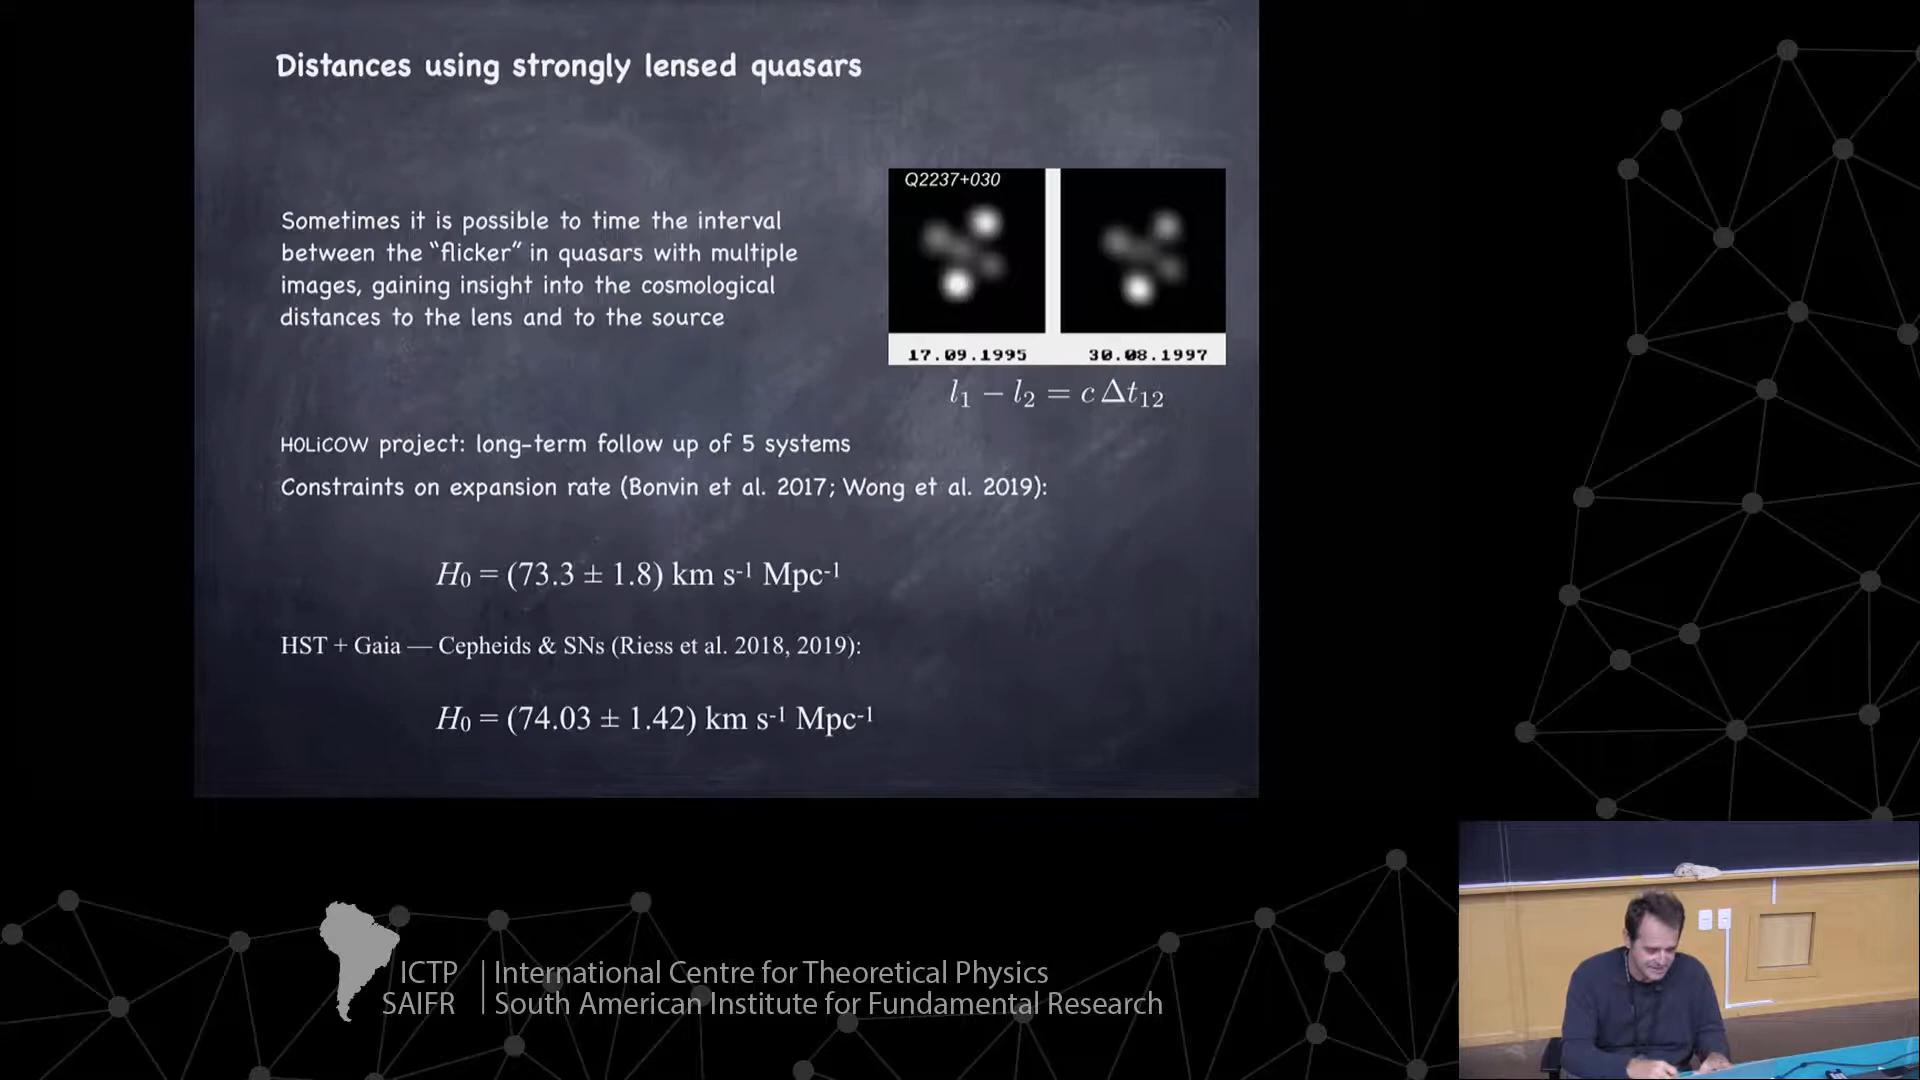 Distances using strongly lensed quasars
Q2237+030
Sometimes it is possible to time the interval
between the “flicker” in quasars with multiple
images, gaining insight into the cosmological
distances to the lens and to the source
17.09.1995 30.08.1997
l₁ − l₂ = c Δt₁₂
H0LiCOW project: long-term follow up of 5 systems
Constraints on expansion rate (Bonvin et al. 2017; Wong et al. 2019):
H₀ = (73.3 ± 1.8) km s⁻¹ Mpc⁻¹
HST + Gaia — Cepheids & SNs (Riess et al. 2018, 2019):
H₀ = (74.03 ± 1.42) km s⁻¹ Mpc⁻¹
ICTP | International Centre for Theoretical Physics
SAIFR | South American Institute for Fundamental Research